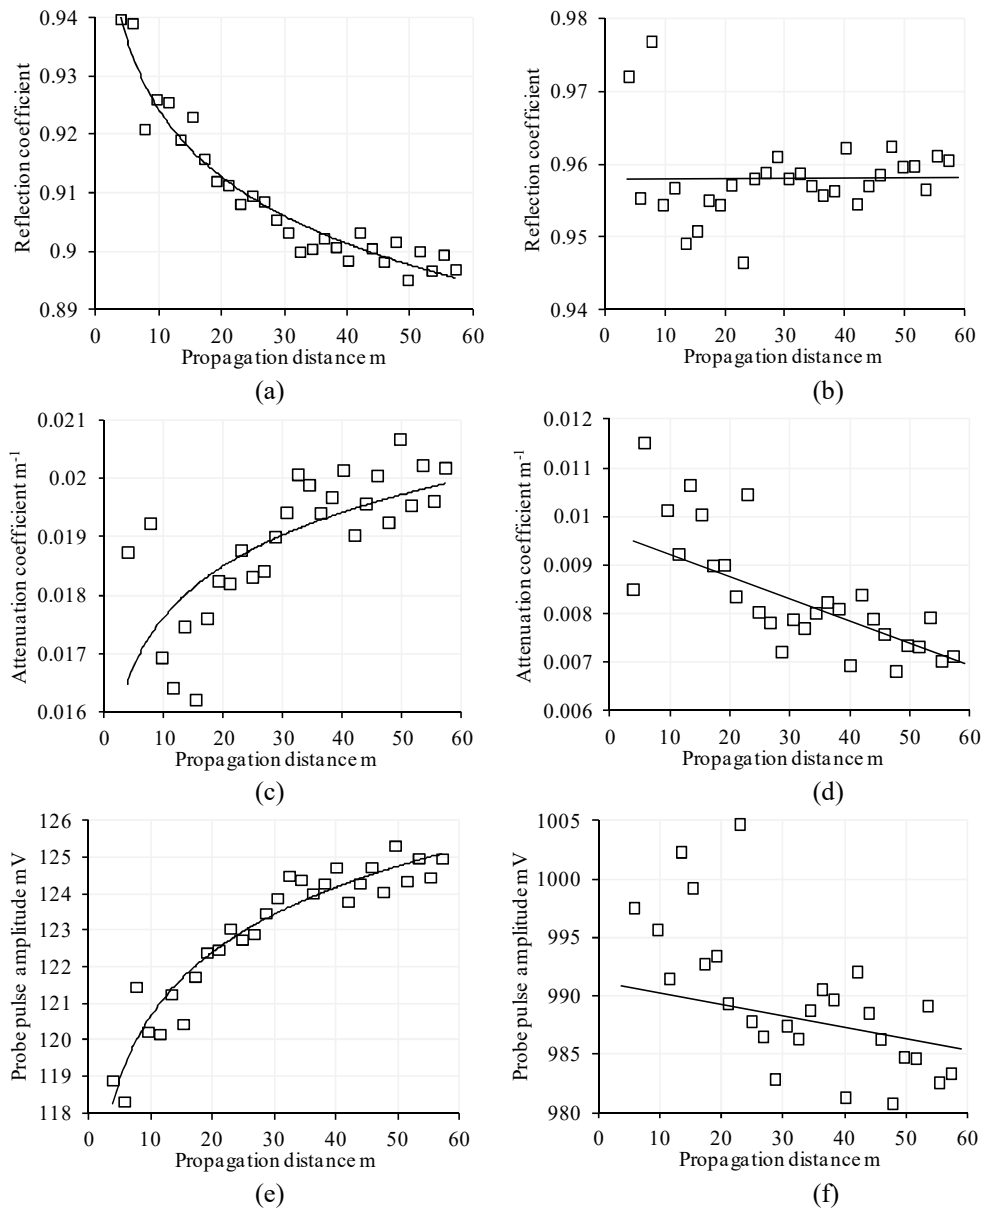 0.94
0.93
0.92
0.91
0.9
0.89
Reflection coefficient
0 10 20 30 40 50 60
Propagation distance m
(a)
0.98
0.97
0.96
0.95
0.94
Reflection coefficient
0 10 20 30 40 50 60
Propagation distance m
(b)
0.021
0.02
0.019
0.018
0.017
0.016
Attenuation coefficient m⁻¹
0 10 20 30 40 50 60
Propagation distance m
(c)
0.012
0.011
0.01
0.009
0.008
0.007
0.006
Attenuation coefficient m⁻¹
0 10 20 30 40 50 60
Propagation distance m
(d)
126
125
124
123
122
121
120
119
118
Probe pulse amplitude mV
0 10 20 30 40 50 60
Propagation distance m
(e)
1005
1000
995
990
985
980
Probe pulse amplitude mV
0 10 20 30 40 50 60
Propagation distance m
(f)